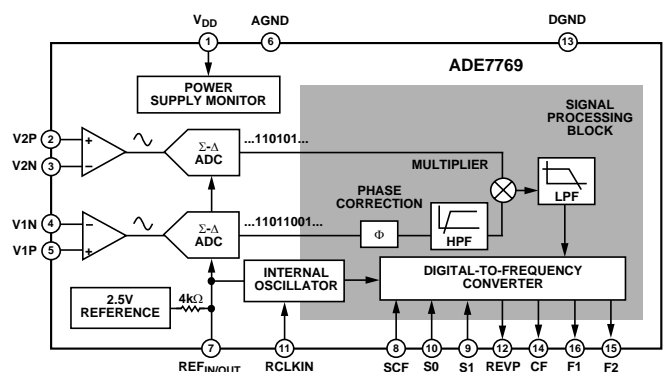 VDD AGND DGND
1 6 13
ADE7769
POWER
SUPPLY MONITOR
SIGNAL
PROCESSING
BLOCK
V2P 2 +
V2N 3 –
Σ-Δ
ADC
...110101...
MULTIPLIER
LPF
PHASE
CORRECTION
V1N 4 –
V1P 5 +
Σ-Δ
ADC
...11011001...
Φ
HPF
INTERNAL
OSCILLATOR
DIGITAL-TO-FREQUENCY
CONVERTER
2.5V
REFERENCE
4kΩ
7 11 8 10 9 12 14 16 15
REFIN/OUT RCLKIN SCF S0 S1 REVP CF F1 F2